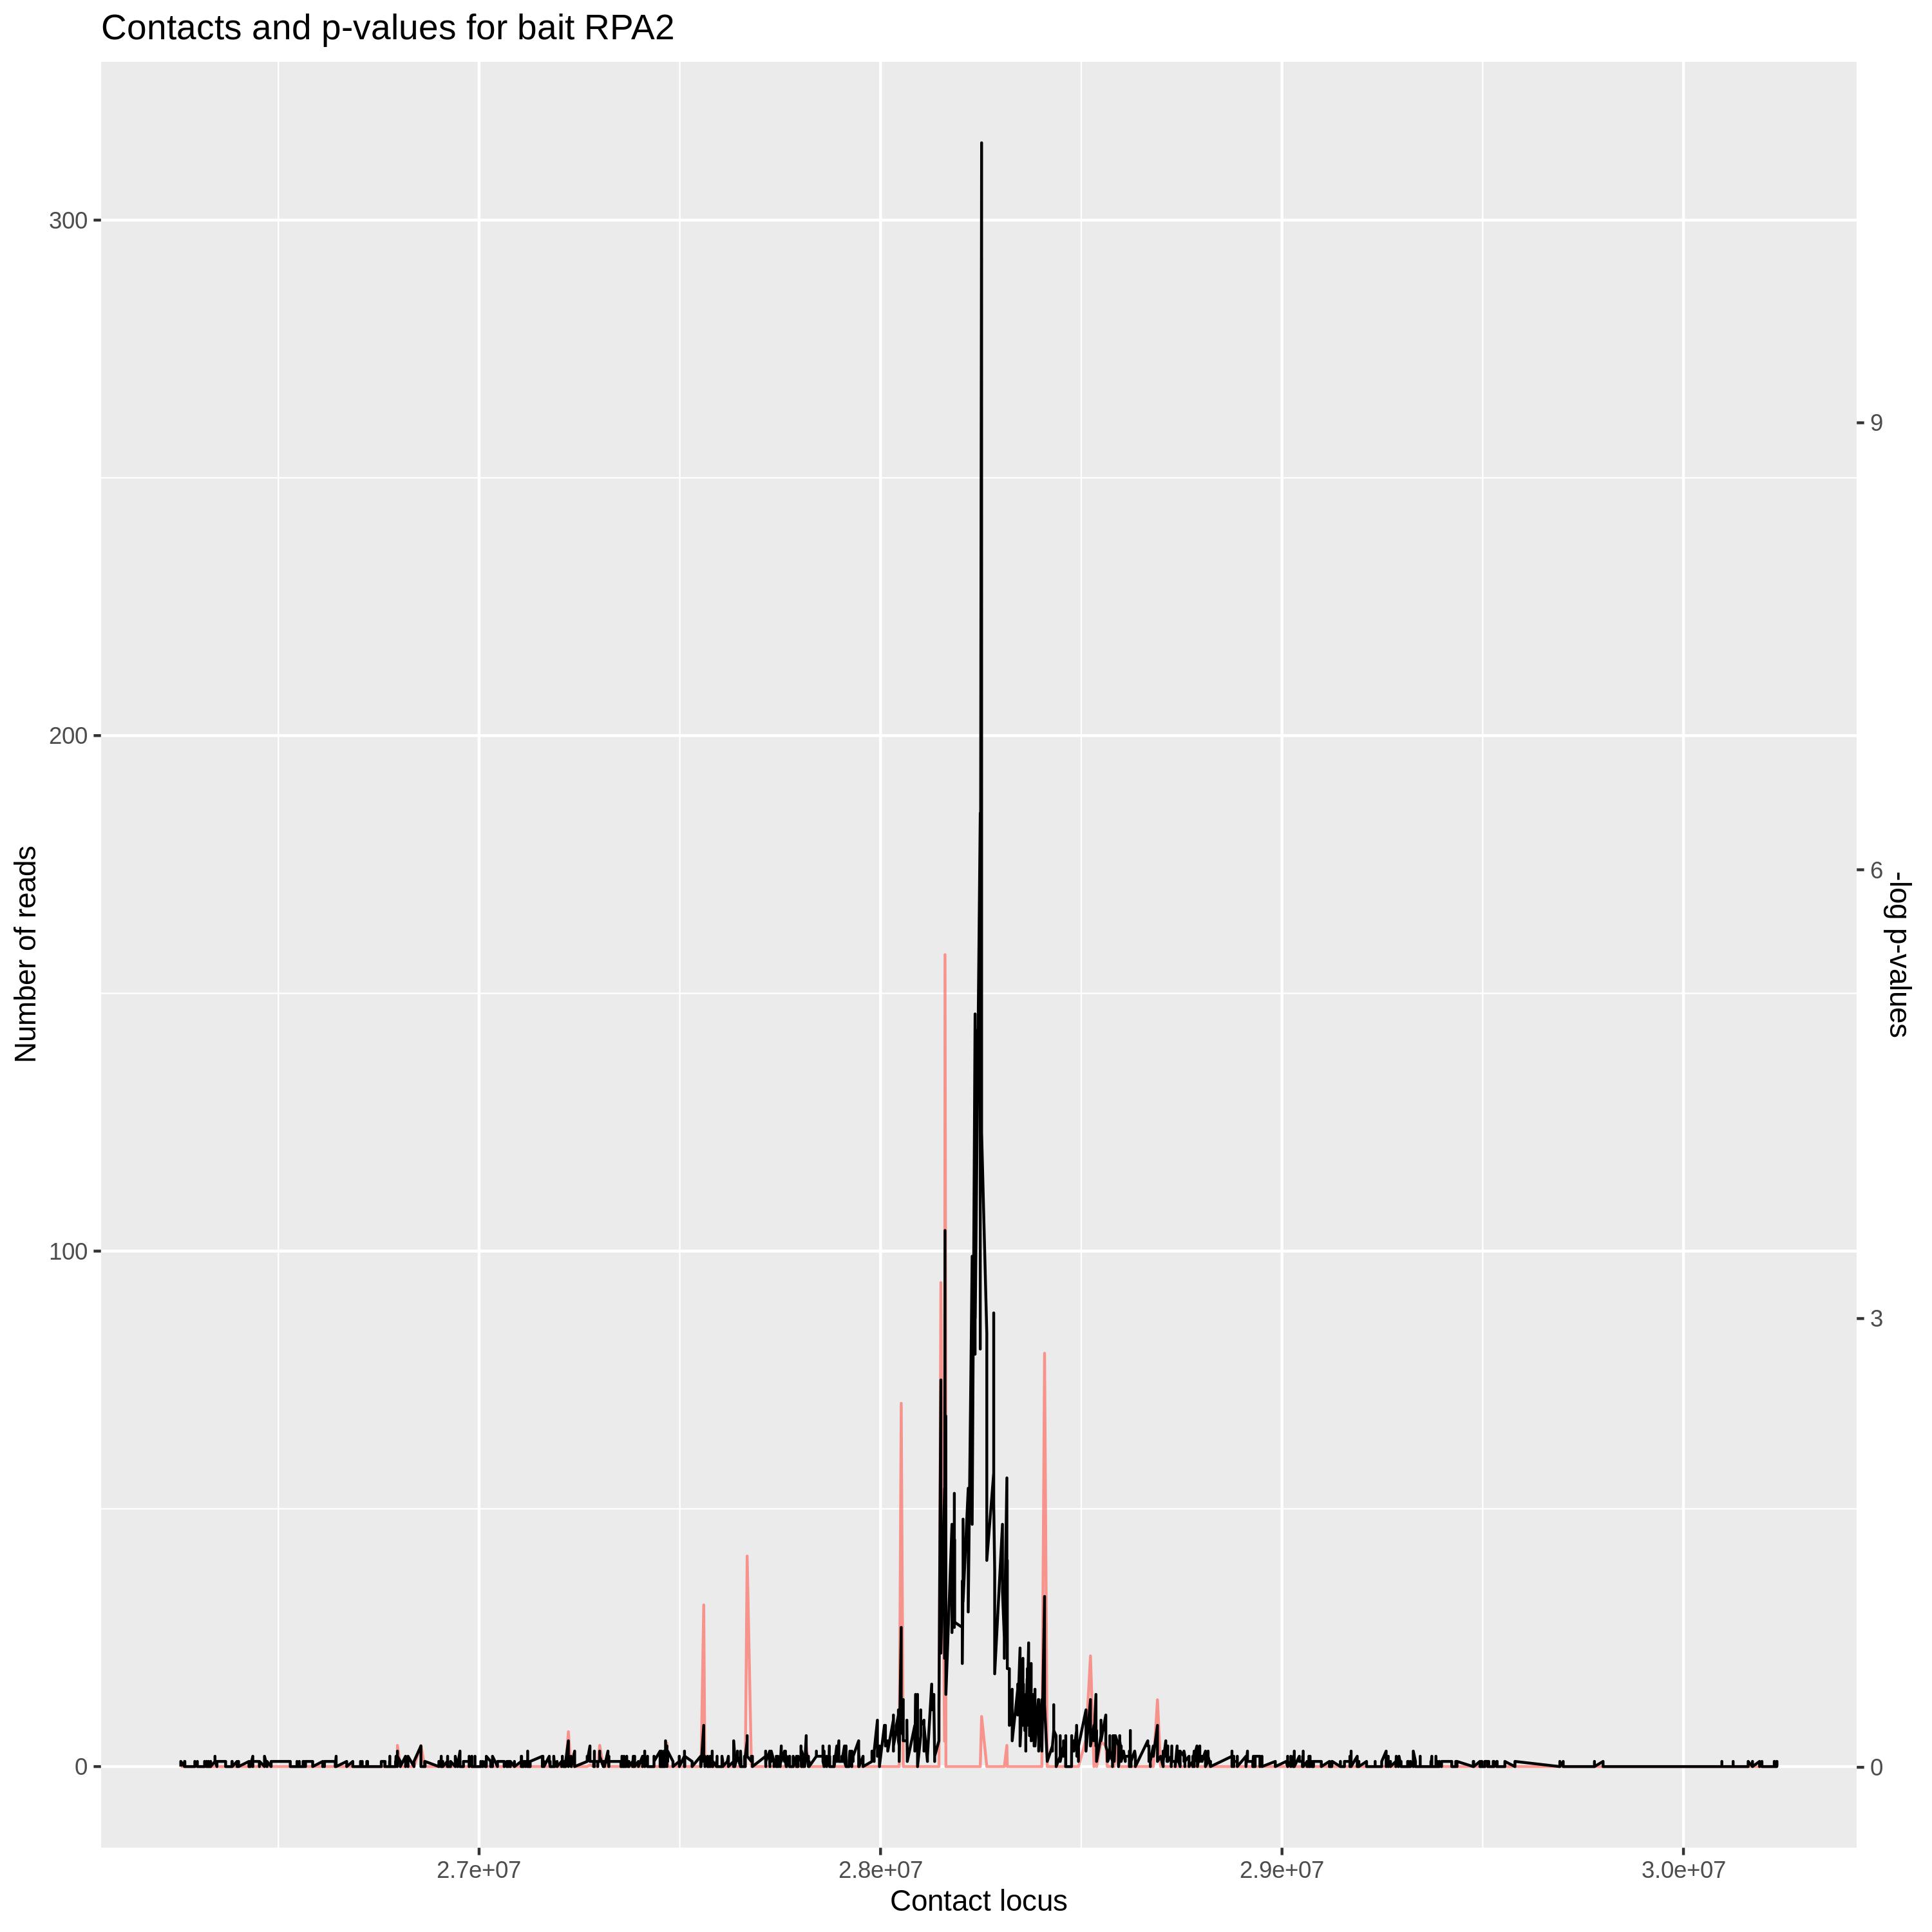 Contacts and p-values for bait RPA2
300
200
100
0
Number of reads
9
6
3
0
-log p-values
2.7e+07
2.8e+07
2.9e+07
3.0e+07
Contact locus